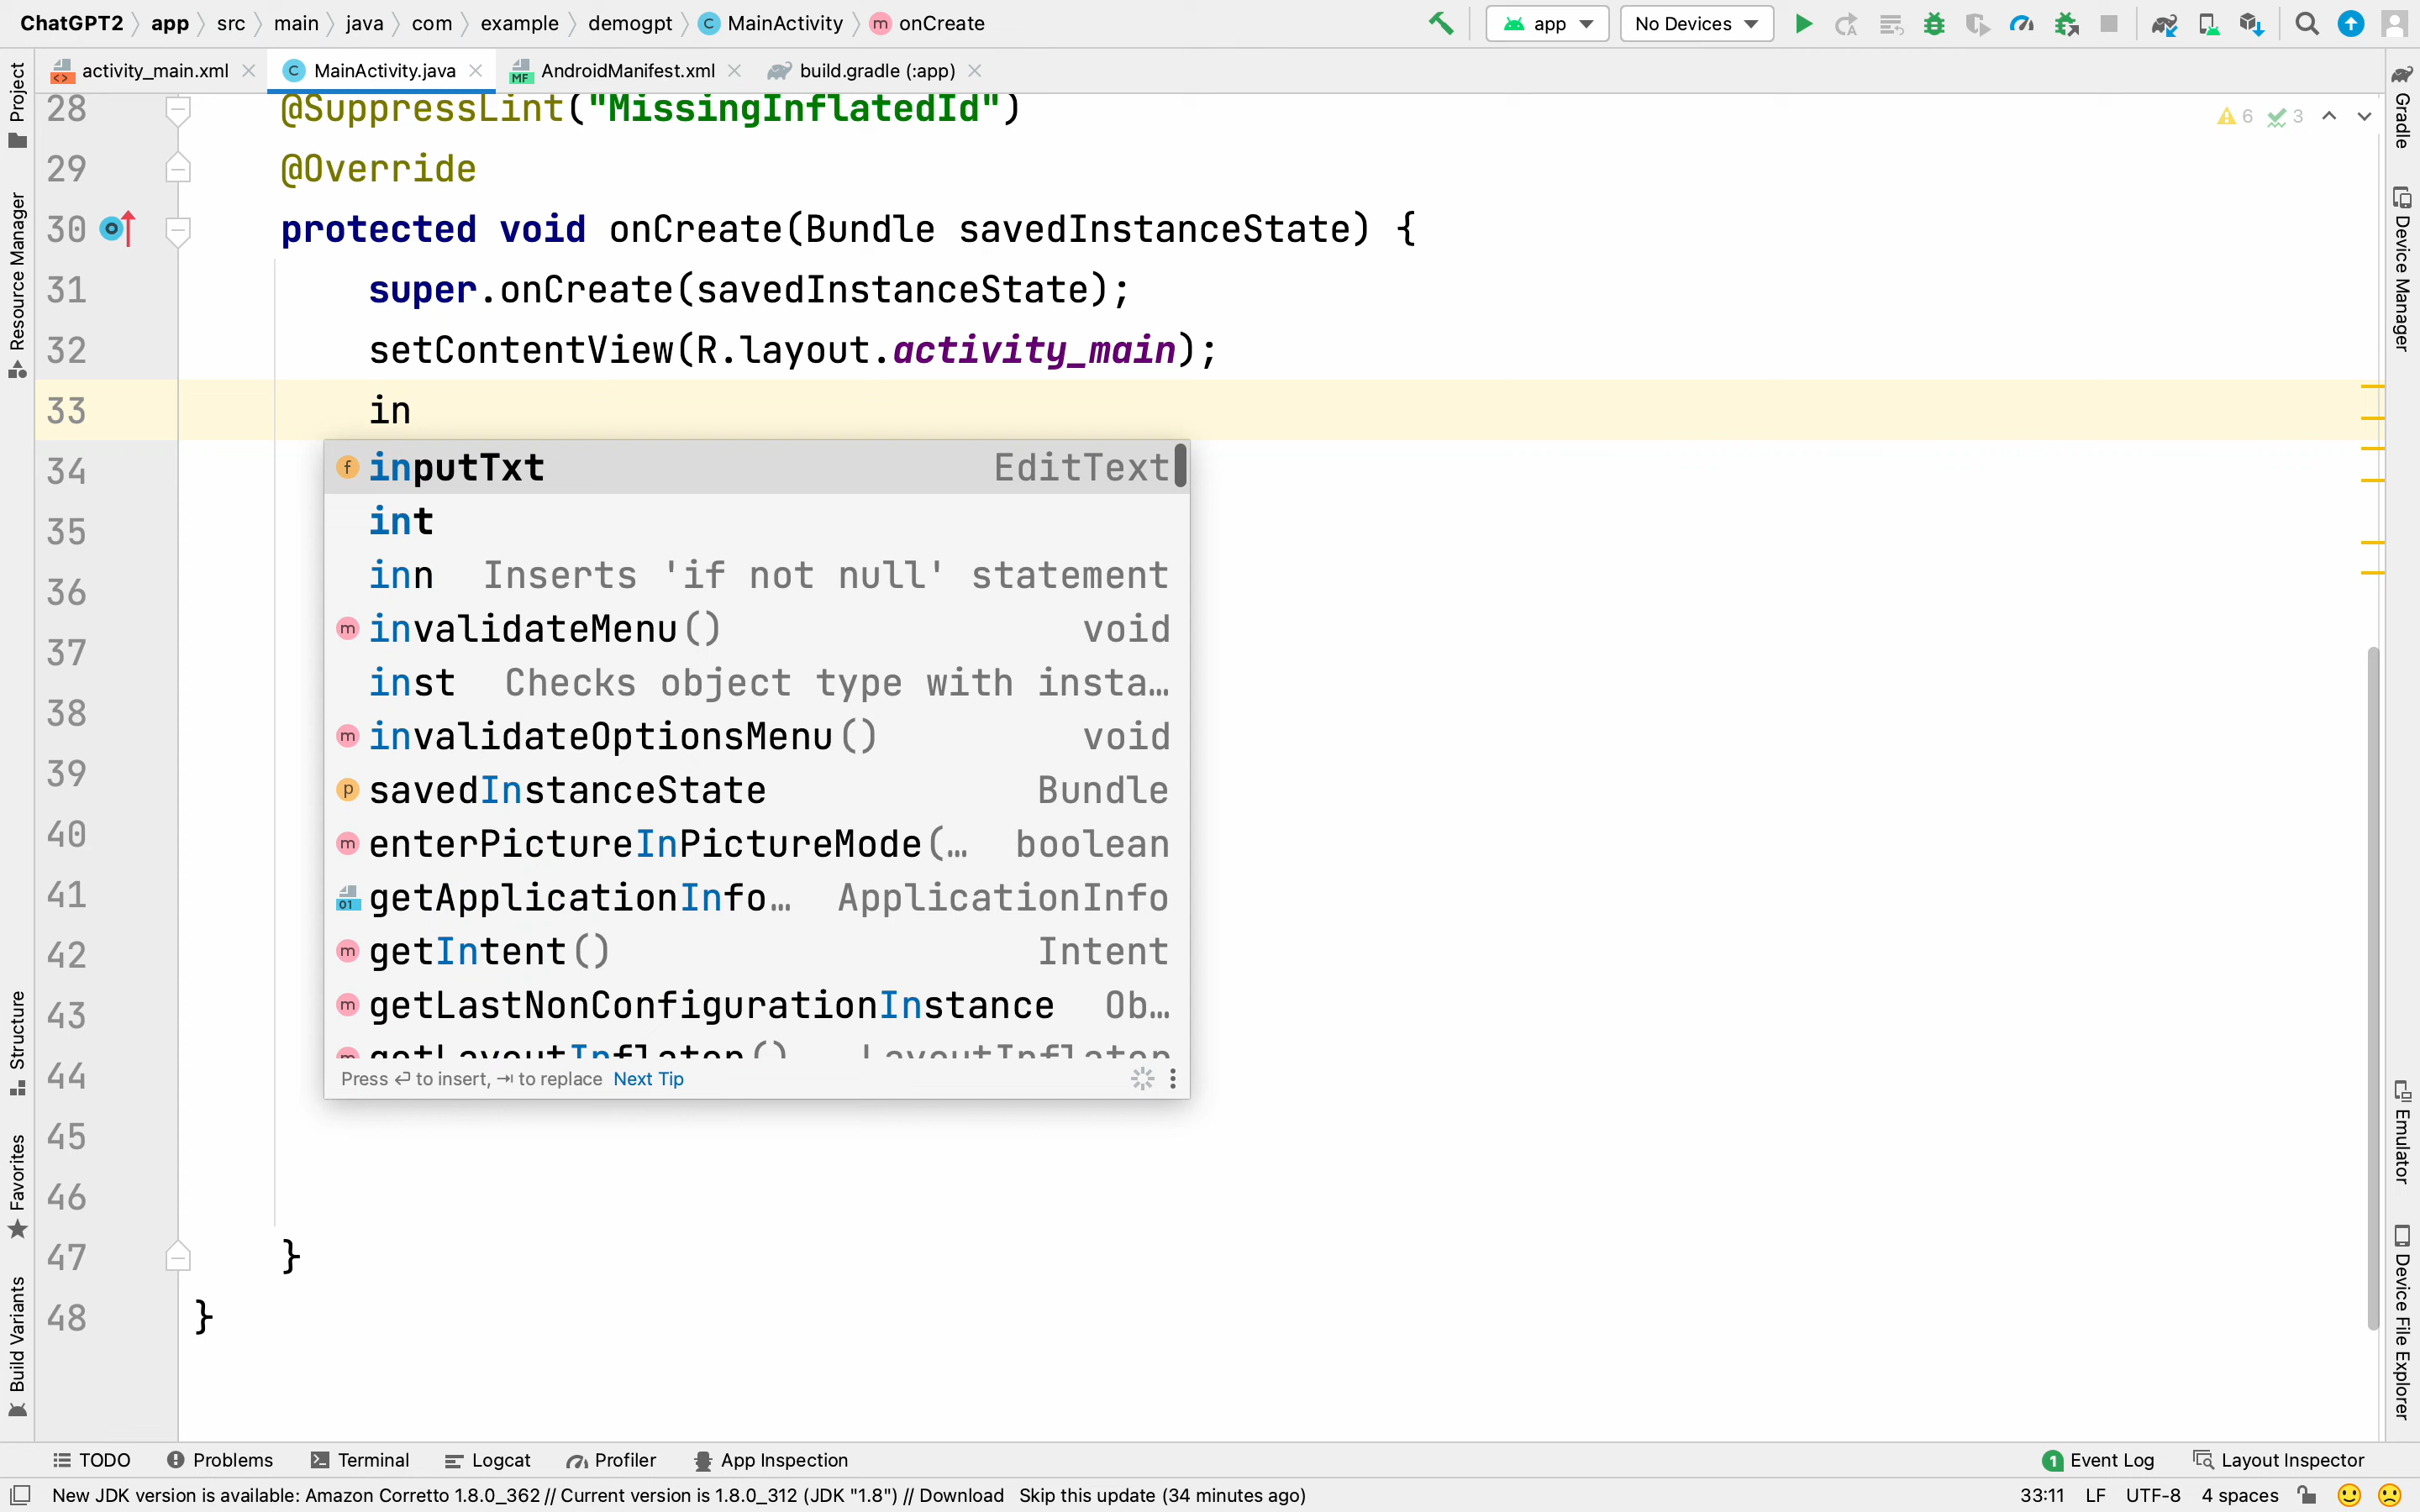 ChatGPT2 app src main java com example demogpt MainActivity onCreate app No Devices
activity_main.xml MainActivity.java AndroidManifest.xml build.gradle (:app)
28 @SuppressLint("MissingInflatedId")
6 3
29 @Override
30 protected void onCreate(Bundle savedInstanceState) {
31 super.onCreate(savedInstanceState);
32 setContentView(R.layout.activity_main);
33 in
34
35
36
37
38
39
40
41
42
43
44
45
46
47 }
48 }
inputTxt EditText
int
inn Inserts 'if not null' statement
invalidateMenu() void
inst Checks object type with insta…
invalidateOptionsMenu() void
savedInstanceState Bundle
enterPictureInPictureMode(… boolean
getApplicationInfo… ApplicationInfo
getIntent() Intent
getLastNonConfigurationInstance Ob…
getLayoutInflater() LayoutInflater
Press ↵ to insert, ⇥ to replace Next Tip
Project
Resource Manager
Structure
Favorites
Build Variants
Gradle
Device Manager
Emulator
Device File Explorer
TODO Problems Terminal Logcat Profiler App Inspection 1 Event Log Layout Inspector
New JDK version is available: Amazon Corretto 1.8.0_362 // Current version is 1.8.0_312 (JDK "1.8") // Download Skip this update (34 minutes ago) 33:11 LF UTF-8 4 spaces